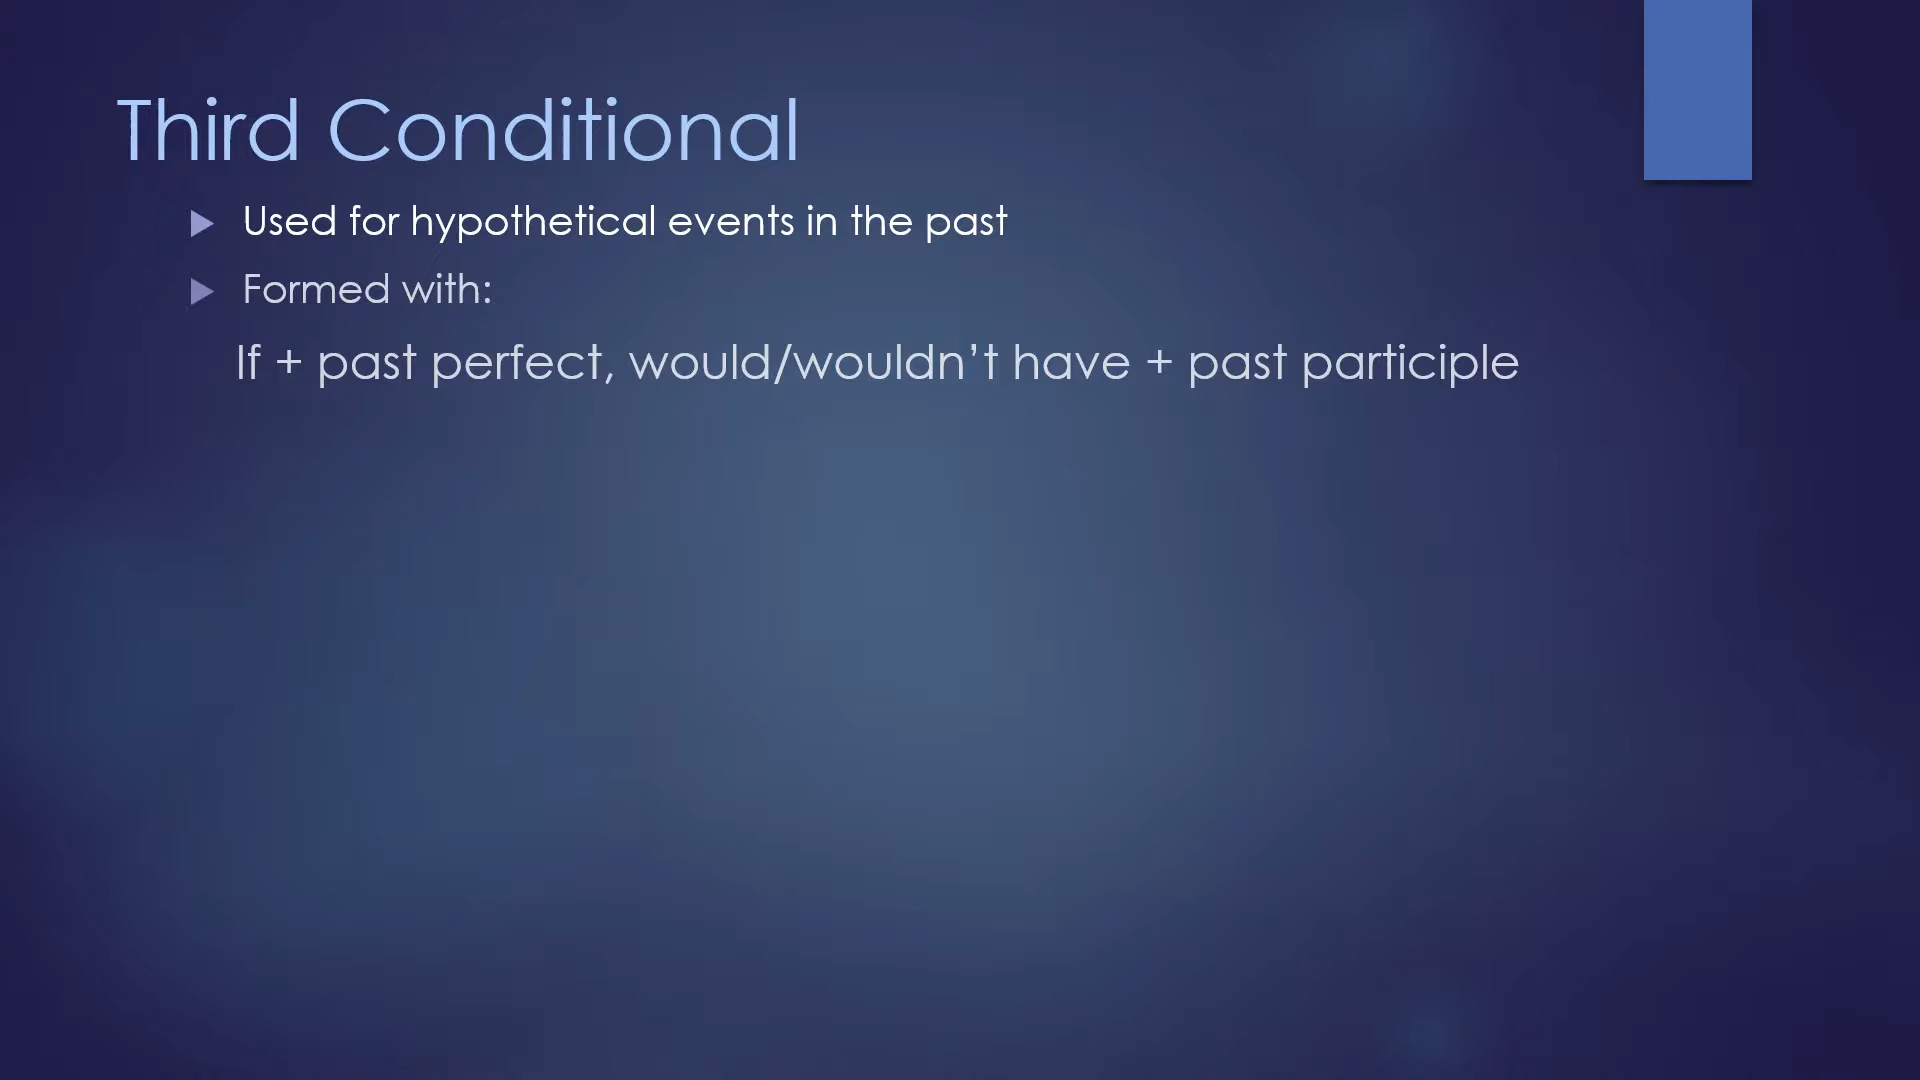 Third Conditional
Used for hypothetical events in the past
Formed with:
If + past perfect, would/wouldn’t have + past participle